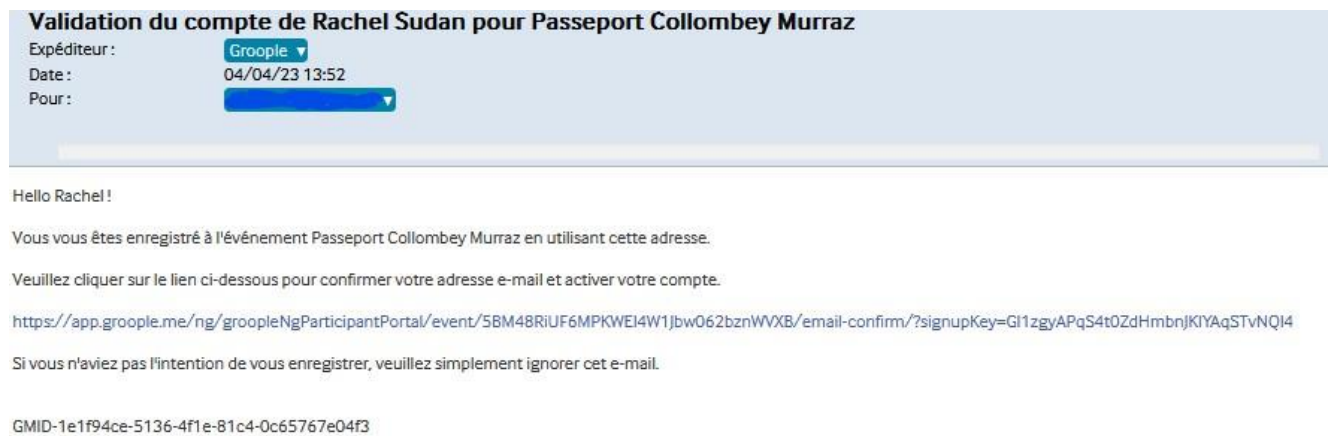 Validation du compte de Rachel Sudan pour Passeport Collombey Murraz
Expéditeur : Groople
Date : 04/04/23 13:52
Pour :
Hello Rachel !
Vous vous êtes enregistré à l'événement Passeport Collombey Murraz en utilisant cette adresse.
Veuillez cliquer sur le lien ci-dessous pour confirmer votre adresse e-mail et activer votre compte.
https://app.groople.me/ng/groopleNgParticipantPortal/event/5BM48RiUF6MPKWEI4W1Jbw062bznWVXB/email-confirm/?signupKey=GI1zgyAPqS4t0ZdHmbnJKIYAqSTvNQI4
Si vous n'aviez pas l'intention de vous enregistrer, veuillez simplement ignorer cet e-mail.
GMID-1e1f94ce-5136-4f1e-81c4-0c65767e04f3